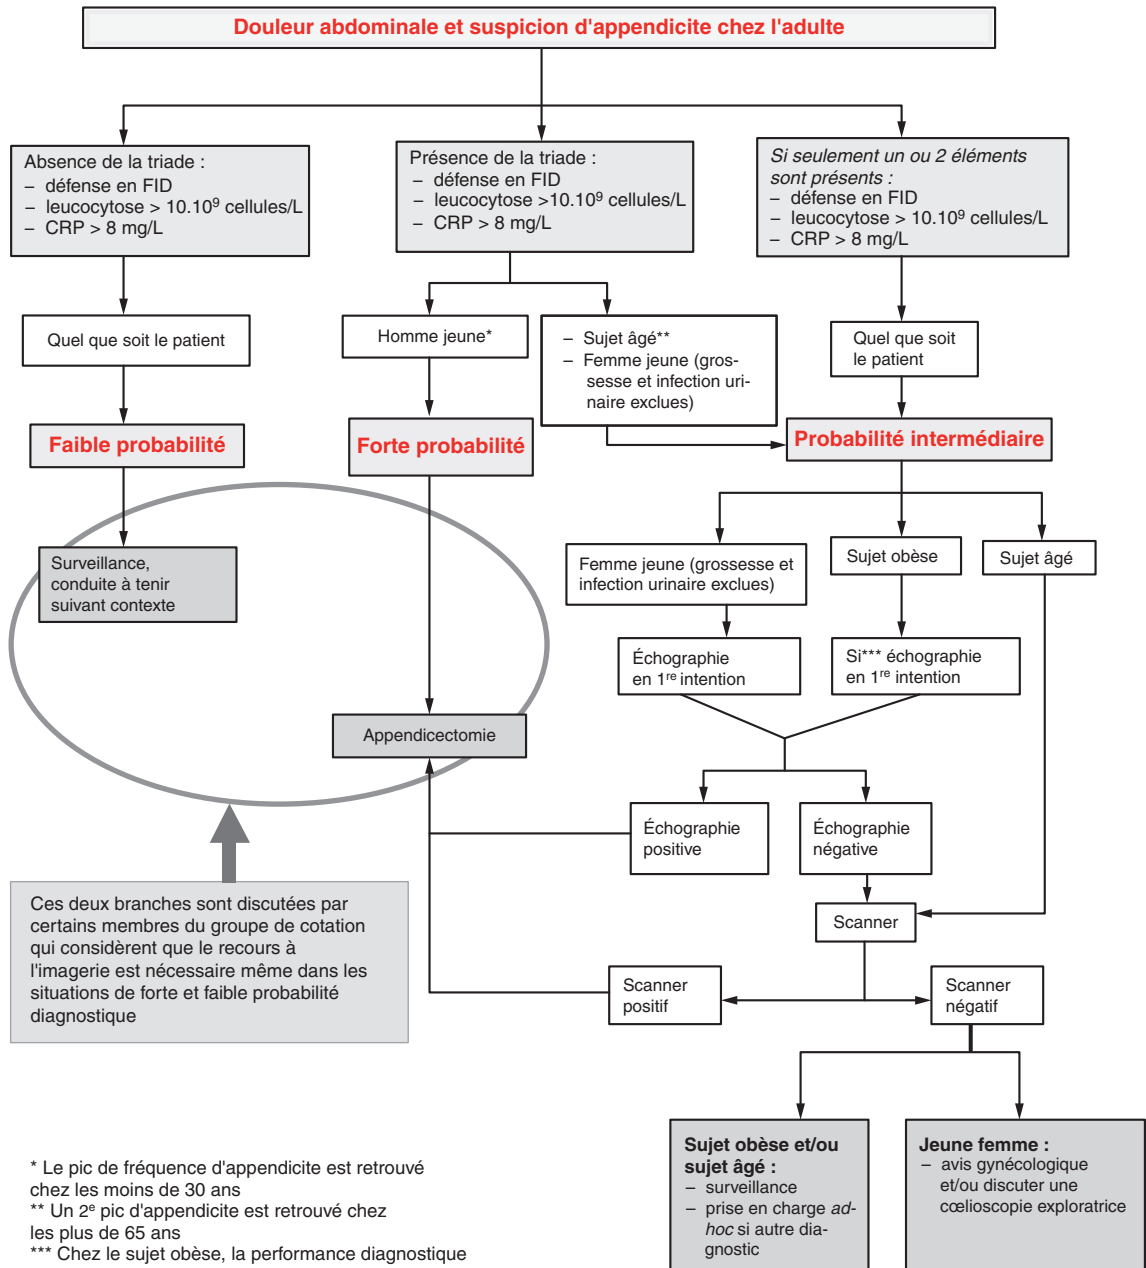 Douleur abdominale et suspicion d'appendicite chez l'adulte
Absence de la triade :
– défense en FID
– leucocytose > 10.10⁹ cellules/L
– CRP > 8 mg/L
Présence de la triade :
– défense en FID
– leucocytose >10.10⁹ cellules/L
– CRP > 8 mg/L
Si seulement un ou 2 éléments
sont présents :
– défense en FID
– leucocytose > 10.10⁹ cellules/L
– CRP > 8 mg/L
Quel que soit le patient
Homme jeune*
– Sujet âgé**
– Femme jeune (gros-
sesse et infection uri-
naire exclues)
Quel que soit
le patient
Faible probabilité
Forte probabilité
Probabilité intermédiaire
Surveillance,
conduite à tenir
suivant contexte
Femme jeune (grossesse et
infection urinaire exclues)
Sujet obèse
Sujet âgé
Échographie
en 1ʳᵉ intention
Si*** échographie
en 1ʳᵉ intention
Appendicectomie
Échographie
positive
Échographie
négative
Ces deux branches sont discutées par
certains membres du groupe de cotation
qui considèrent que le recours à
l'imagerie est nécessaire même dans les
situations de forte et faible probabilité
diagnostique
Scanner
Scanner
positif
Scanner
négatif
Sujet obèse et/ou
sujet âgé :
– surveillance
– prise en charge ad-
hoc si autre dia-
gnostic
Jeune femme :
– avis gynécologique
et/ou discuter une
cœlioscopie exploratrice
* Le pic de fréquence d'appendicite est retrouvé
chez les moins de 30 ans
** Un 2ᵉ pic d'appendicite est retrouvé chez
les plus de 65 ans
*** Chez le sujet obèse, la performance diagnostique